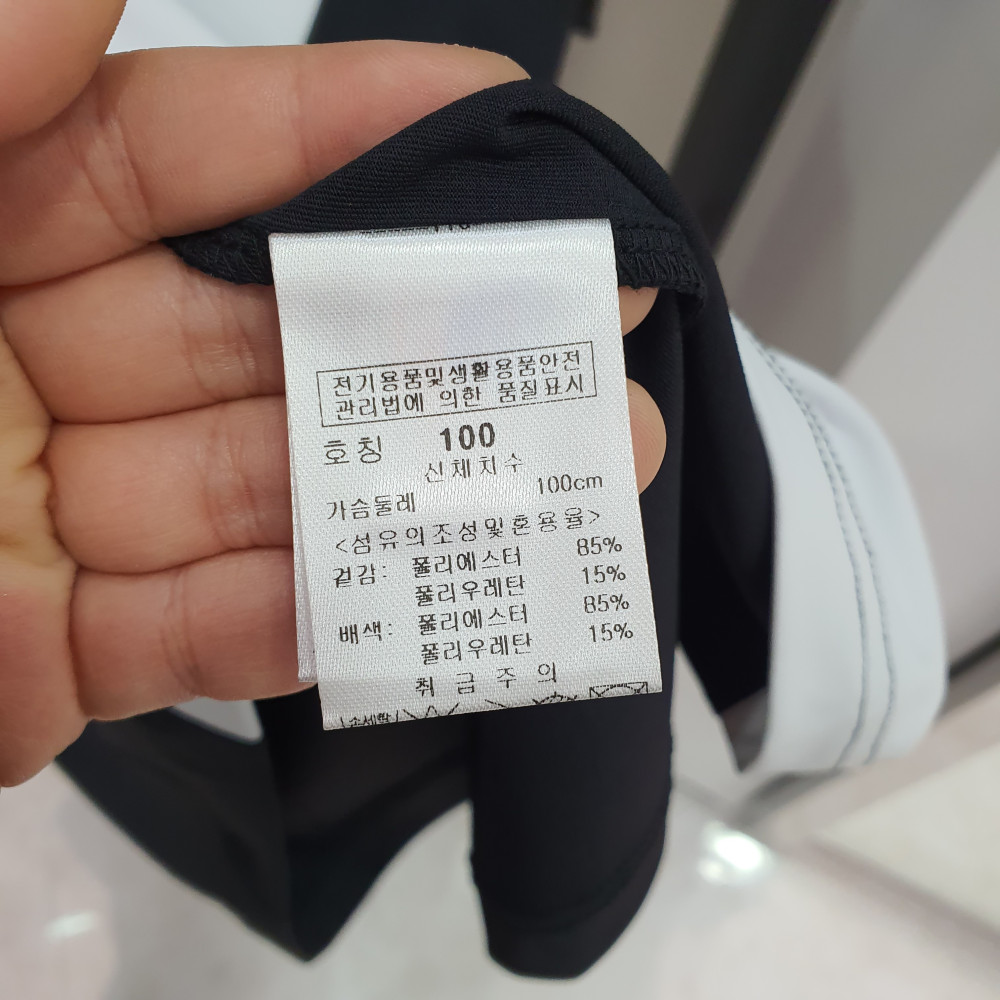 전기용품및생활용품안전
관리법에 의한 품질표시
호칭 100
신체치수
가슴둘레 100cm
<섬유의조성및혼용율>
겉감: 폴리에스터 85%
폴리우레탄 15%
배색: 폴리에스터 85%
폴리우레탄 15%
취급주의
손세탁